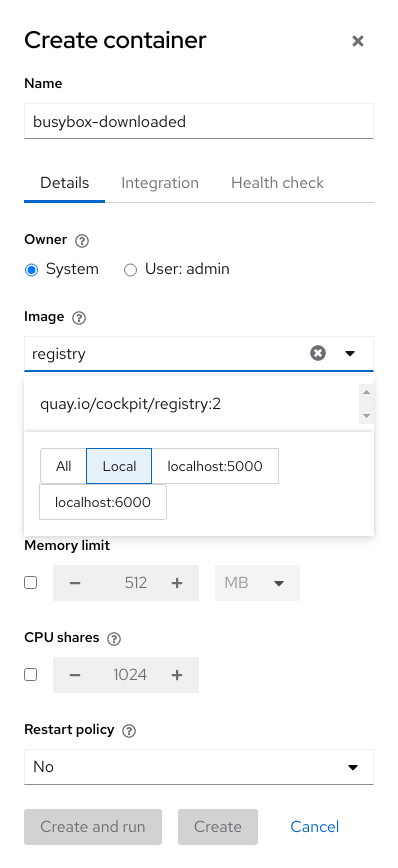 Create container
Name
busybox-downloaded
Details Integration Health check
Owner
System User: admin
Image
registry
quay.io/cockpit/registry:2
All Local localhost:5000
localhost:6000
Memory limit
512 MB
CPU shares
1024
Restart policy
No
Create and run Create Cancel